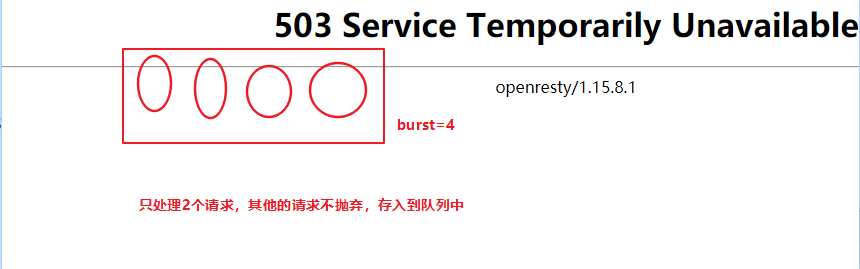 503 Service Temporarily Unavailable
openresty/1.15.8.1
burst=4
只处理2个请求，其他的请求不抛弃，存入到队列中